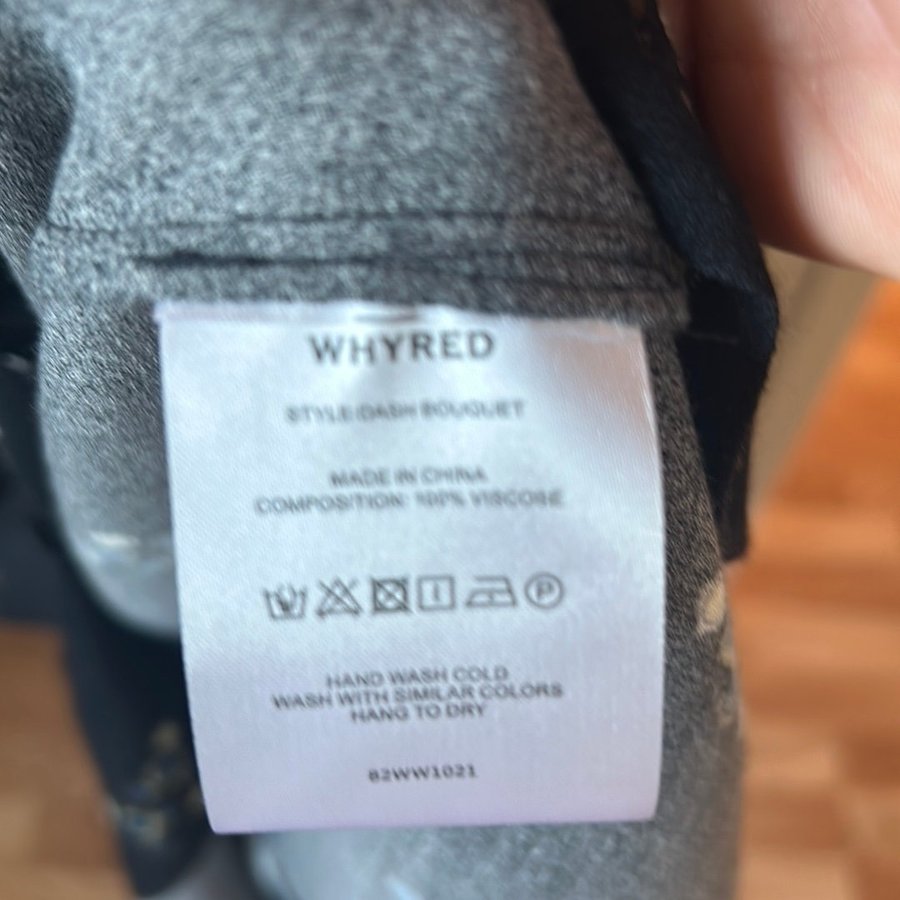 WHYRED
STYLE:DASH BOUQUET
MADE IN CHINA
COMPOSITION: 100% VISCOSE
P
HAND WASH COLD
WASH WITH SIMILAR COLORS
HANG TO DRY
82WW1021